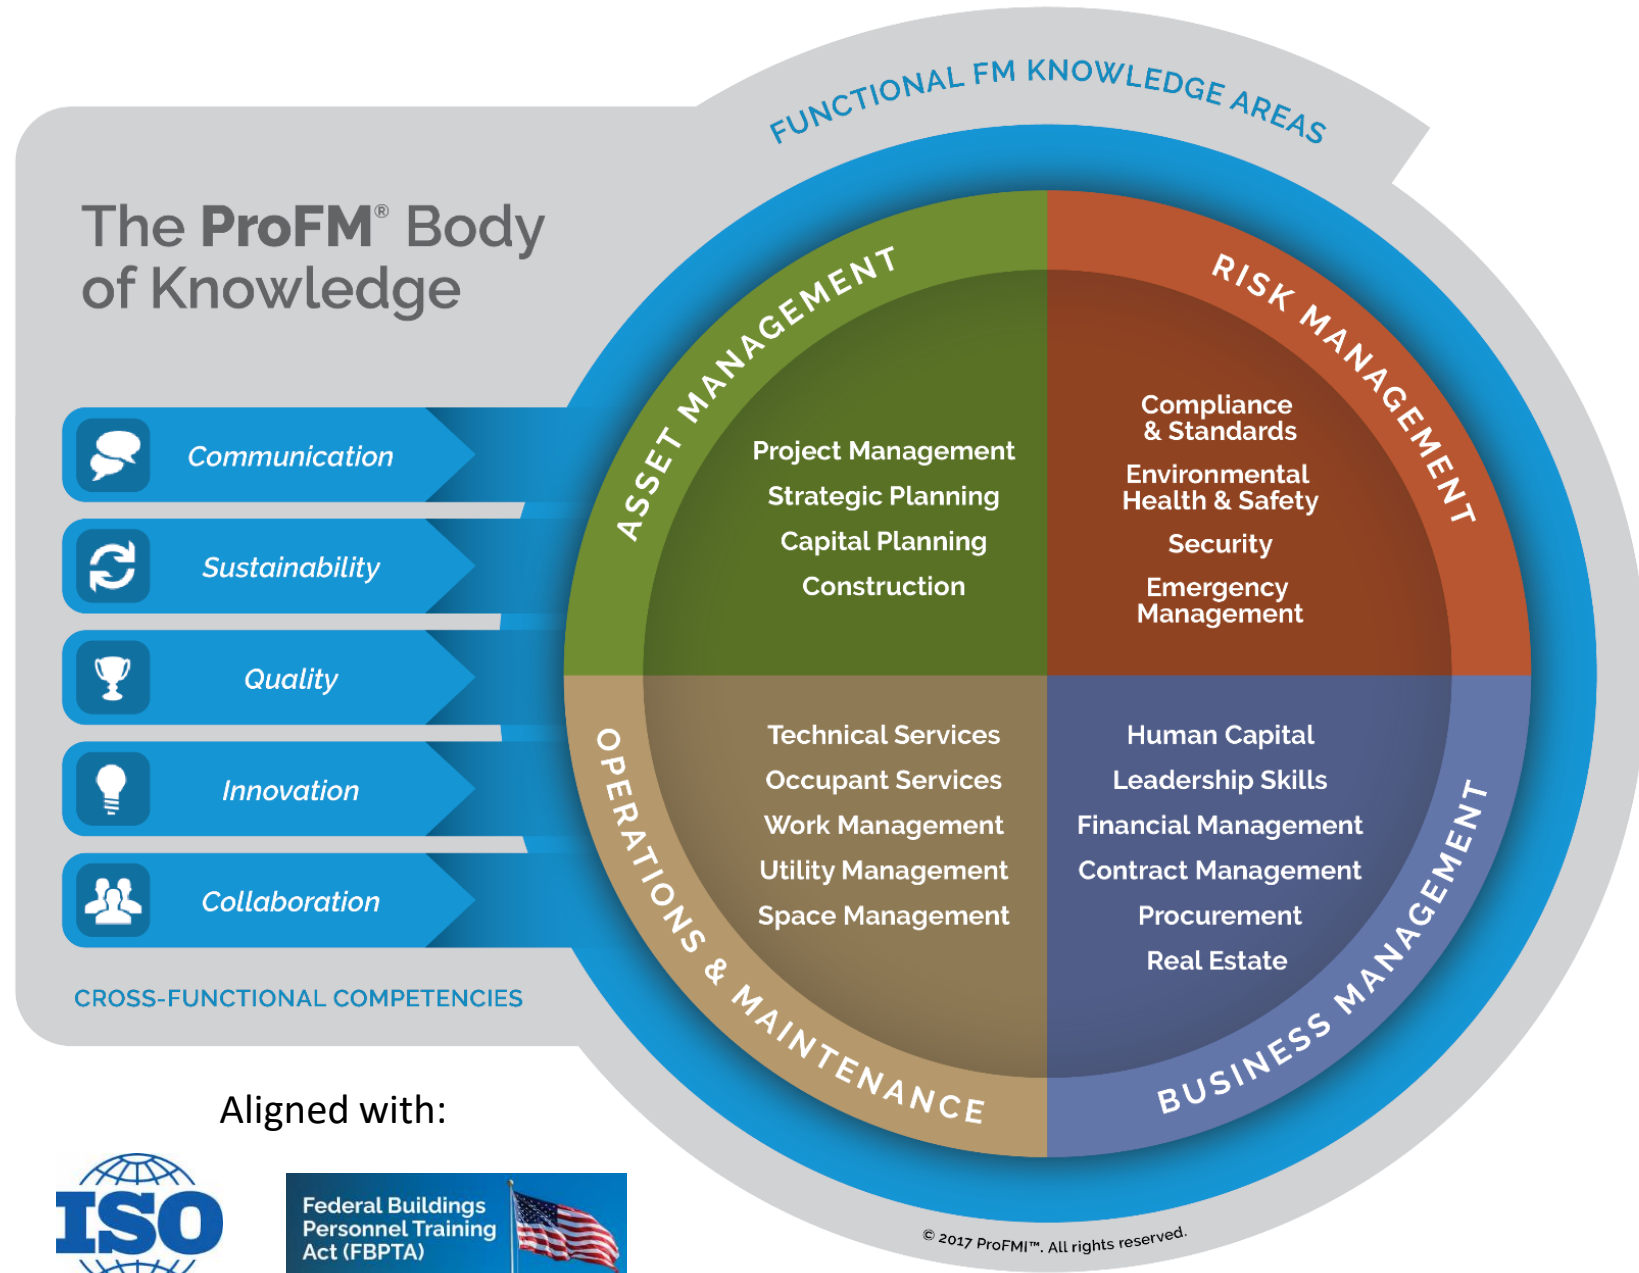 FUNCTIONAL FM KNOWLEDGE AREAS
The ProFM® Body
of Knowledge
Communication
Sustainability
Quality
Innovation
Collaboration
CROSS-FUNCTIONAL COMPETENCIES
ASSET MANAGEMENT
Project Management
Strategic Planning
Capital Planning
Construction
RISK MANAGEMENT
Compliance
& Standards
Environmental
Health & Safety
Security
Emergency
Management
OPERATIONS & MAINTENANCE
Technical Services
Occupant Services
Work Management
Utility Management
Space Management
BUSINESS MANAGEMENT
Human Capital
Leadership Skills
Financial Management
Contract Management
Procurement
Real Estate
Aligned with:
ISO
Federal Buildings
Personnel Training
Act (FBPTA)
© 2017 ProFMI™. All rights reserved.